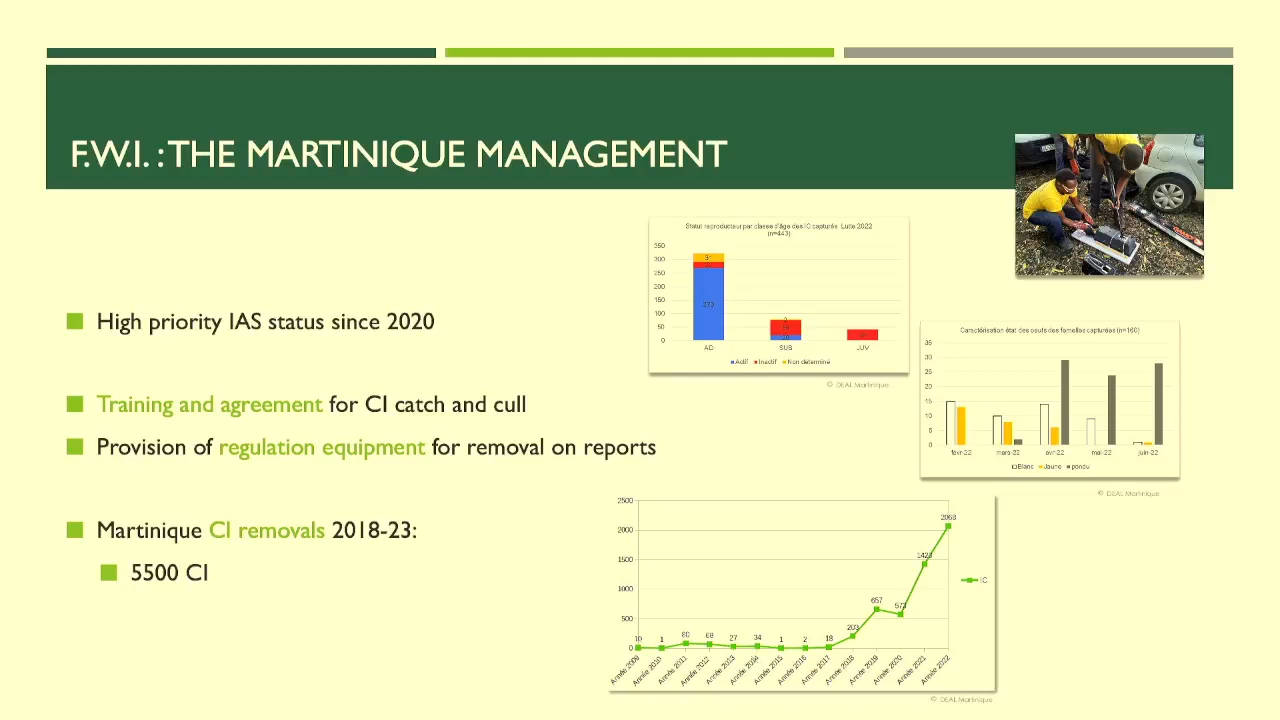 F.W.I. : THE MARTINIQUE MANAGEMENT
High priority IAS status since 2020
Training and agreement for CI catch and cull
Provision of regulation equipment for removal on reports
Martinique CI removals 2018-23:
5500 CI
Statut reproducteur par classe d'âge des IC capturés Lutte 2022
(n=443)
350
300
250
200
150
100
50
0
31
273
AD
SUB
JUV
Actif
Inactif
Non déterminé
© DEAL Martinique
Caractérisation état des oeufs des femelles capturées (n=160)
35
30
25
20
15
10
5
0
févr-22
mars-22
avr-22
mai-22
juin-22
Blanc
Jaune
pondu
© DEAL Martinique
2500
2000
1500
1000
500
0
10
1
80
68
27
34
1
2
18
203
657
573
1423
2068
IC
Année 2009
Année 2010
Année 2011
Année 2012
Année 2013
Année 2014
Année 2015
Année 2016
Année 2017
Année 2018
Année 2019
Année 2020
Année 2021
Année 2022
© DEAL Martinique